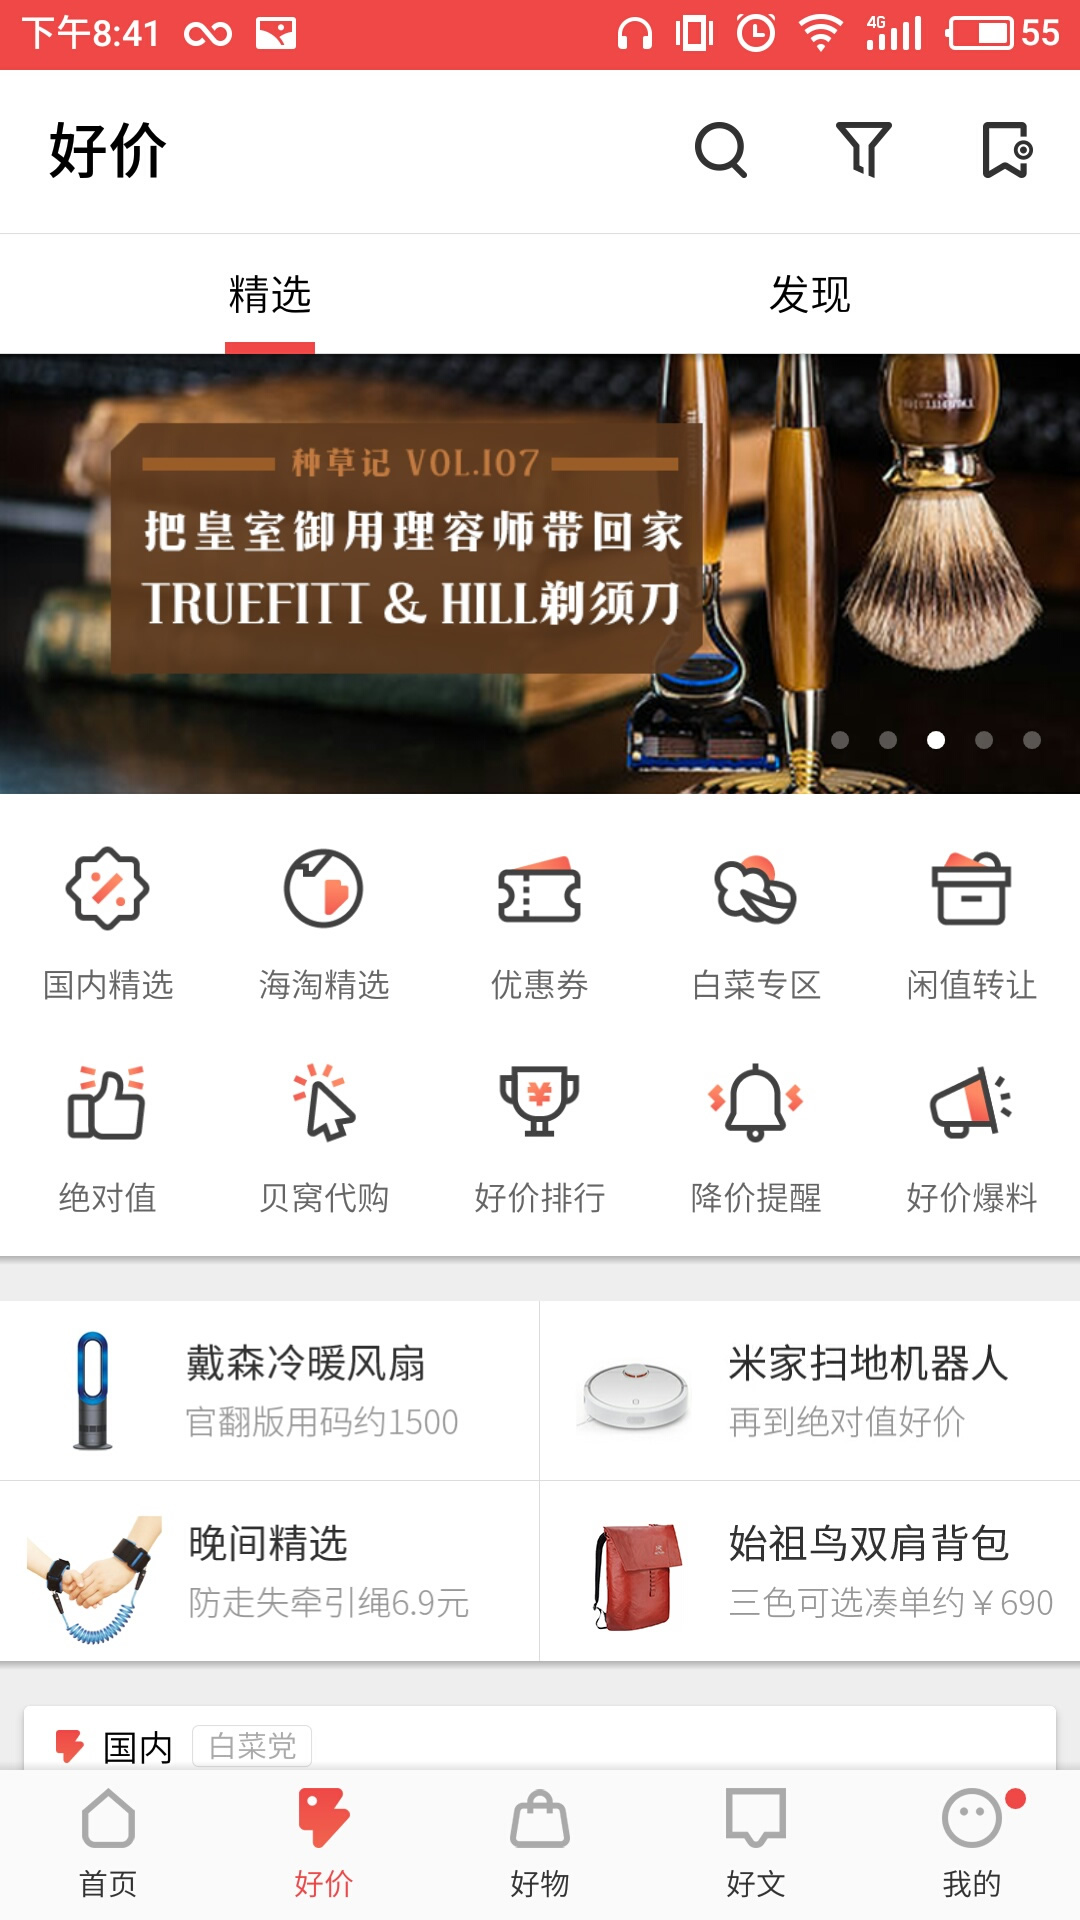 下午8:41
4G
55
好价
精选 发现
种草记 VOL.107
把皇室御用理容师带回家
TRUEFITT & HILL剃须刀
国内精选 海淘精选 优惠券 白菜专区 闲值转让
绝对值 贝窝代购 好价排行 降价提醒 好价爆料
戴森冷暖风扇
官翻版用码约1500
米家扫地机器人
再到绝对值好价
晚间精选
防走失牵引绳6.9元
始祖鸟双肩背包
三色可选凑单约￥690
国内 白菜党
首页 好价 好物 好文 我的